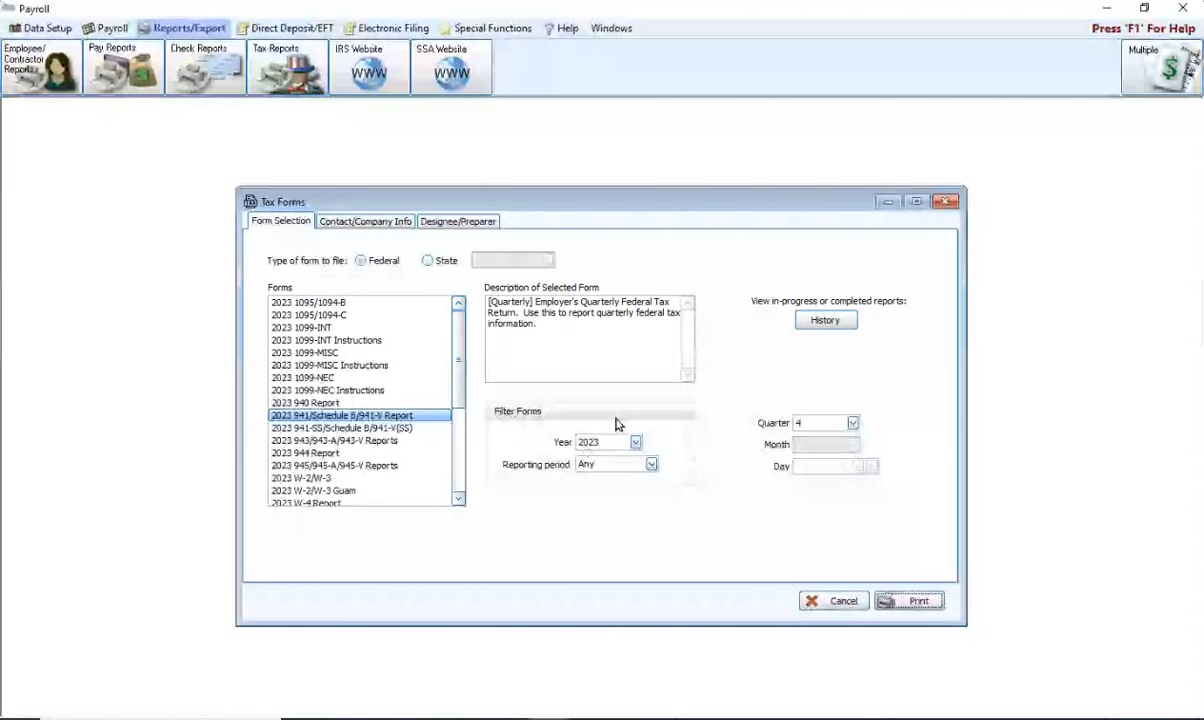 Payroll
Data Setup Payroll Reports/Export Direct Deposit/EFT Electronic Filing Special Functions Help Windows Press 'F1' For Help
Employee/
Contractor
Reports
Pay Reports
Check Reports
Tax Reports
IRS Website
WWW
SSA Website
WWW
Multiple
Tax Forms
Form Selection Contact/Company Info Designee/Preparer
Type of form to file: Federal State
Forms
2023 1095/1094-B
2023 1095/1094-C
2023 1099-INT
2023 1099-INT Instructions
2023 1099-MISC
2023 1099-MISC Instructions
2023 1099-NEC
2023 1099-NEC Instructions
2023 940 Report
2023 941/Schedule B/941-V Report
2023 941-SS/Schedule B/941-V(SS)
2023 943/943-A/943-V Reports
2023 944 Report
2023 945/945-A/945-V Reports
2023 W-2/W-3
2023 W-2/W-3 Guam
2023 W-4 Report
Description of Selected Form
[Quarterly] Employer's Quarterly Federal Tax
Return. Use this to report quarterly federal tax
information.
Filter Forms
Year 2023
Reporting period Any
View in-progress or completed reports:
History
Quarter 4
Month
Day
Cancel Print